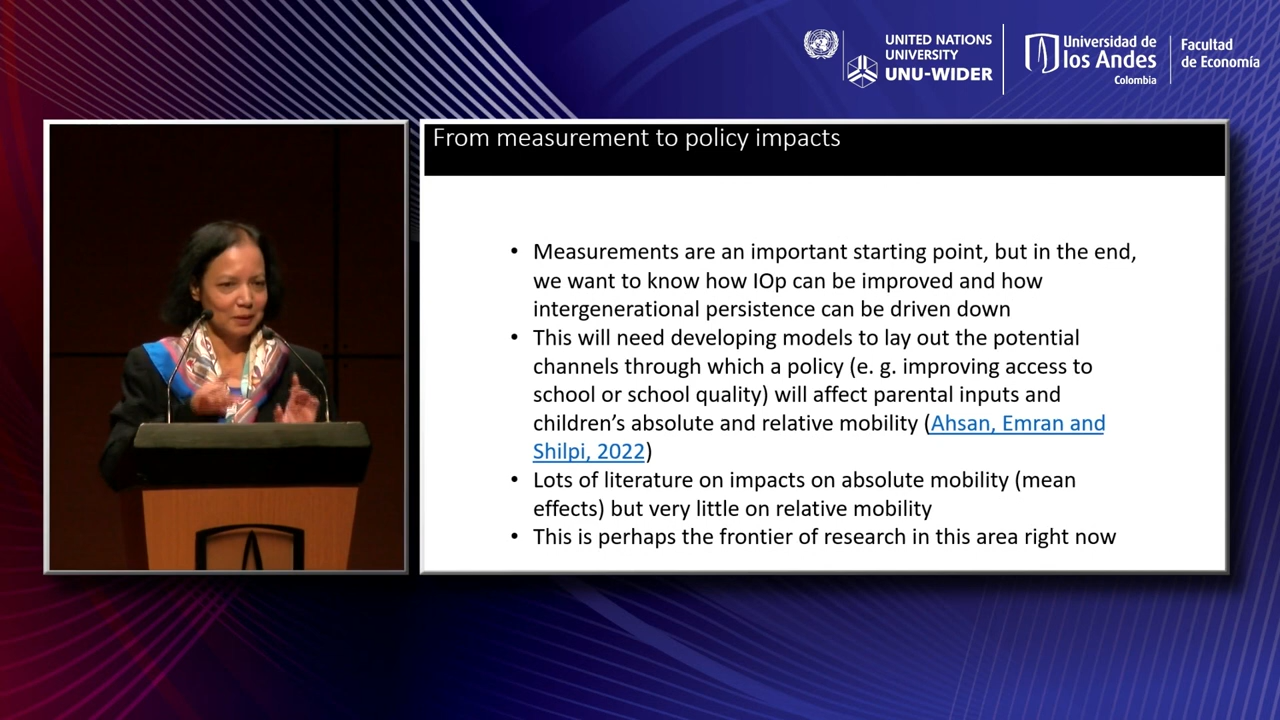 UNITED NATIONS
UNIVERSITY
UNU-WIDER
Universidad de
los Andes
Colombia
Facultad
de Economía
From measurement to policy impacts
• Measurements are an important starting point, but in the end,
we want to know how IOp can be improved and how
intergenerational persistence can be driven down
• This will need developing models to lay out the potential
channels through which a policy (e. g. improving access to
school or school quality) will affect parental inputs and
children’s absolute and relative mobility (Ahsan, Emran and
Shilpi, 2022)
• Lots of literature on impacts on absolute mobility (mean
effects) but very little on relative mobility
• This is perhaps the frontier of research in this area right now